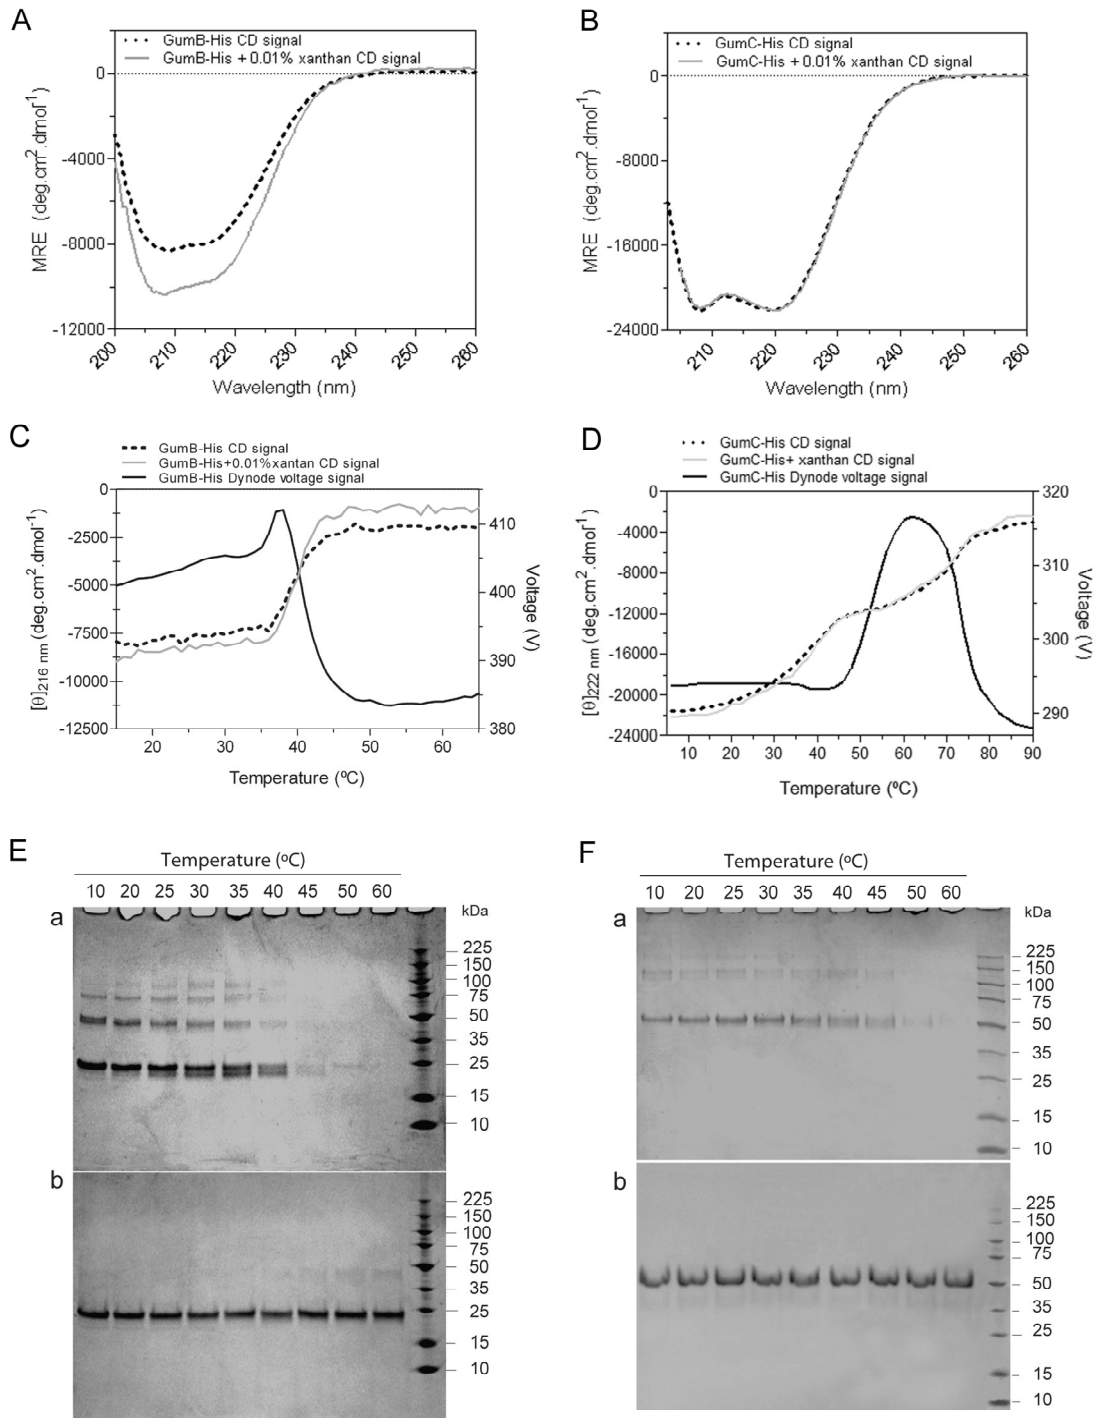 A
GumB-His CD signal
GumB-His + 0.01% xanthan CD signal
0
-4000
-8000
-12000
MRE (deg.cm².dmol⁻¹)
200 210 220 230 240 250 260
Wavelength (nm)
B
GumC-His CD signal
GumC-His + 0.01% xanthan CD signal
0
-8000
-16000
-24000
MRE (deg.cm².dmol⁻¹)
210 220 230 240 250 260
Wavelength (nm)
C
GumB-His CD signal
GumB-His+0.01%xantan CD signal
GumB-His Dynode voltage signal
0
-2500
-5000
-7500
-10000
-12500
[θ]216 nm (deg.cm².dmol⁻¹)
410
400
390
380
Voltage (V)
20 30 40 50 60
Temperature (ºC)
D
GumC-His CD signal
GumC-His+ xanthan CD signal
GumC-His Dynode voltage signal
0
-4000
-8000
-12000
-16000
-20000
-24000
[θ]222 nm (deg.cm².dmol⁻¹)
320
310
300
290
Voltage (V)
10 20 30 40 50 60 70 80 90
Temperature (ºC)
E
Temperature (ºC)
10 20 25 30 35 40 45 50 60
a
kDa
225
150
100
75
50
35
25
15
10
b
225
150
100
75
50
35
25
15
10
F
Temperature (ºC)
10 20 25 30 35 40 45 50 60
a
kDa
225
150
100
75
50
35
25
15
10
b
225
150
100
75
50
35
25
15
10